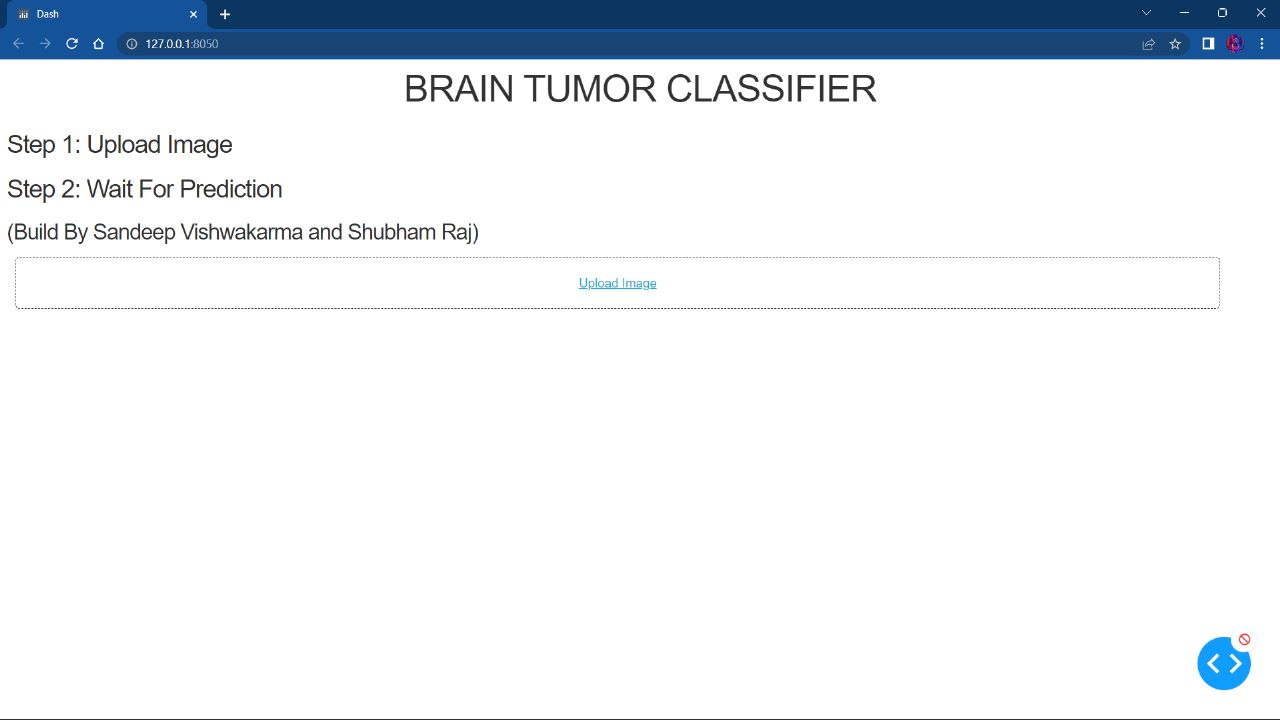 Dash
127.0.0.1:8050
BRAIN TUMOR CLASSIFIER
Step 1: Upload Image
Step 2: Wait For Prediction
(Build By Sandeep Vishwakarma and Shubham Raj)
Upload Image